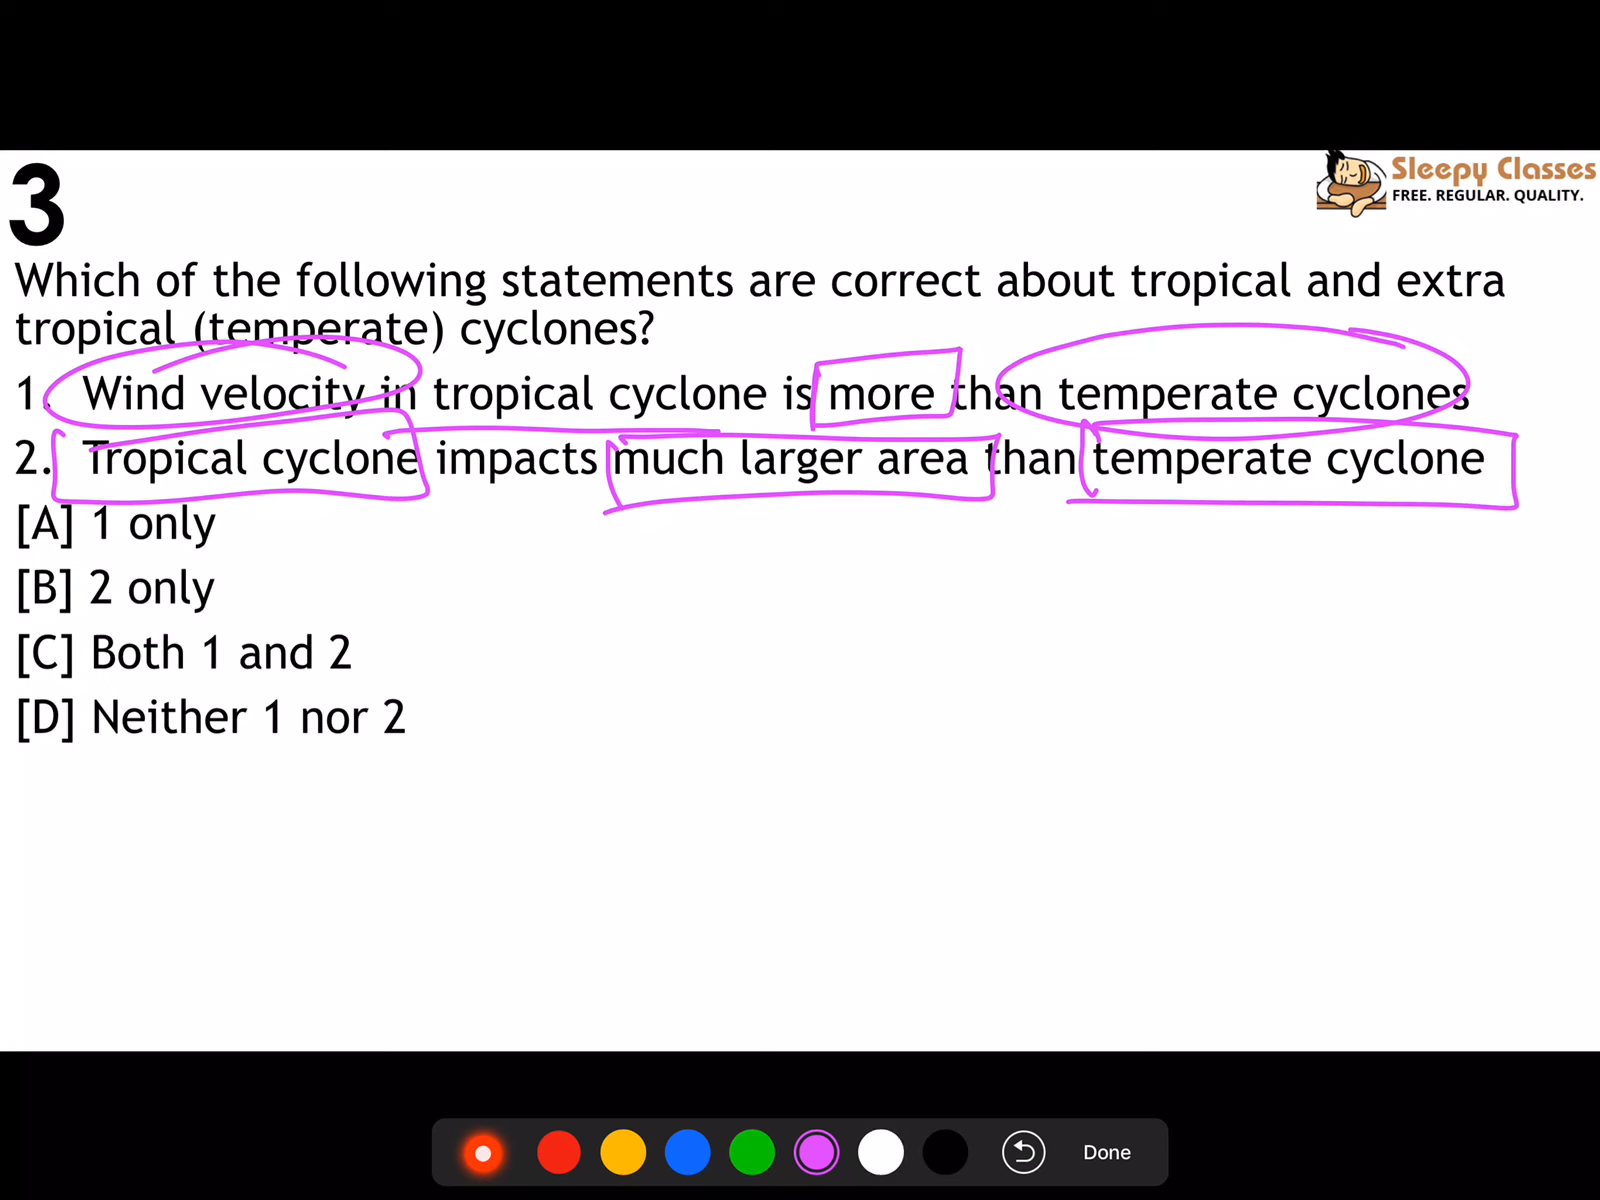 3
Sleepy Classes
FREE. REGULAR. QUALITY.
Which of the following statements are correct about tropical and extra
tropical (temperate) cyclones?
1. Wind velocity in tropical cyclone is more than temperate cyclones
2. Tropical cyclone impacts much larger area than temperate cyclone
[A] 1 only
[B] 2 only
[C] Both 1 and 2
[D] Neither 1 nor 2
Done